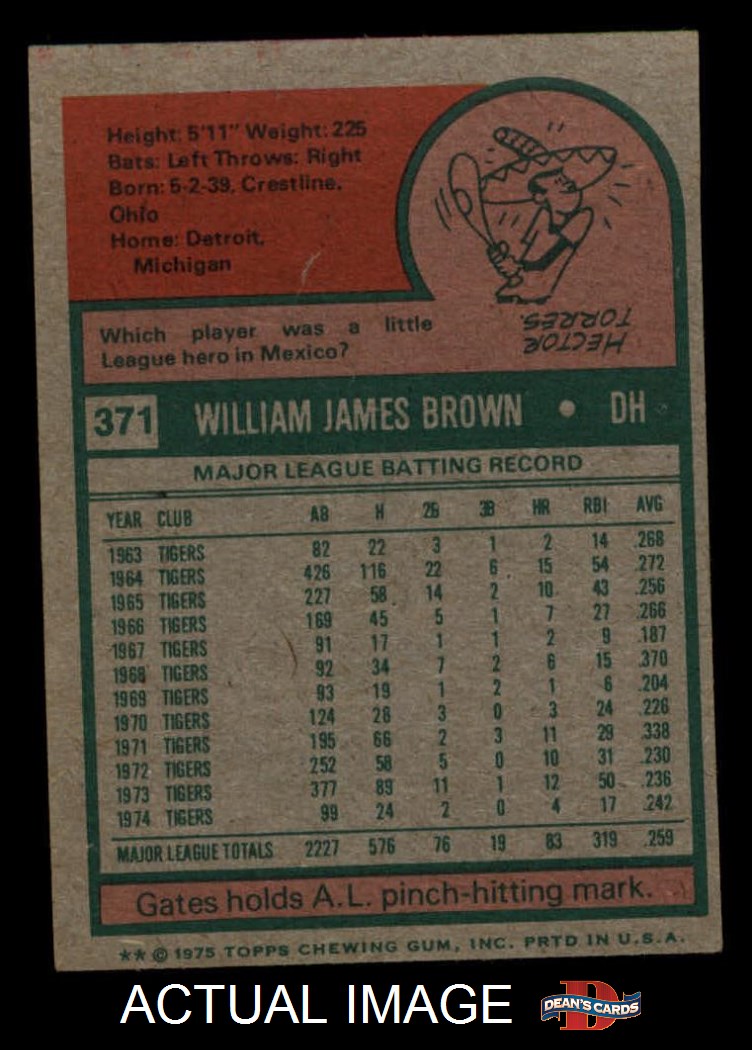 Height: 5'11" Weight: 225
Bats: Left Throws: Right
Born: 5-2-39, Crestline,
Ohio
Home: Detroit,
Michigan
Which player was a little
League hero in Mexico?
HECTOR
TORRES.
371 WILLIAM JAMES BROWN • DH
MAJOR LEAGUE BATTING RECORD
YEAR CLUB AB H 2B 3B HR RBI AVG
1963 TIGERS 82 22 3 1 2 14 .268
1964 TIGERS 426 116 22 6 15 54 .272
1965 TIGERS 227 58 14 2 10 43 .256
1966 TIGERS 169 45 5 1 7 27 .266
1967 TIGERS 91 17 1 1 2 9 .187
1968 TIGERS 92 34 7 2 6 15 .370
1969 TIGERS 93 19 1 2 1 6 .204
1970 TIGERS 124 28 3 0 3 24 .226
1971 TIGERS 195 66 2 3 11 29 .338
1972 TIGERS 252 58 5 0 10 31 .230
1973 TIGERS 377 89 11 1 12 50 .236
1974 TIGERS 99 24 2 0 4 17 .242
MAJOR LEAGUE TOTALS 2227 576 76 19 83 319 .259
Gates holds A.L. pinch-hitting mark.
** © 1975 TOPPS CHEWING GUM, INC. PRTD IN U.S.A.
ACTUAL IMAGE
DEAN'S CARDS